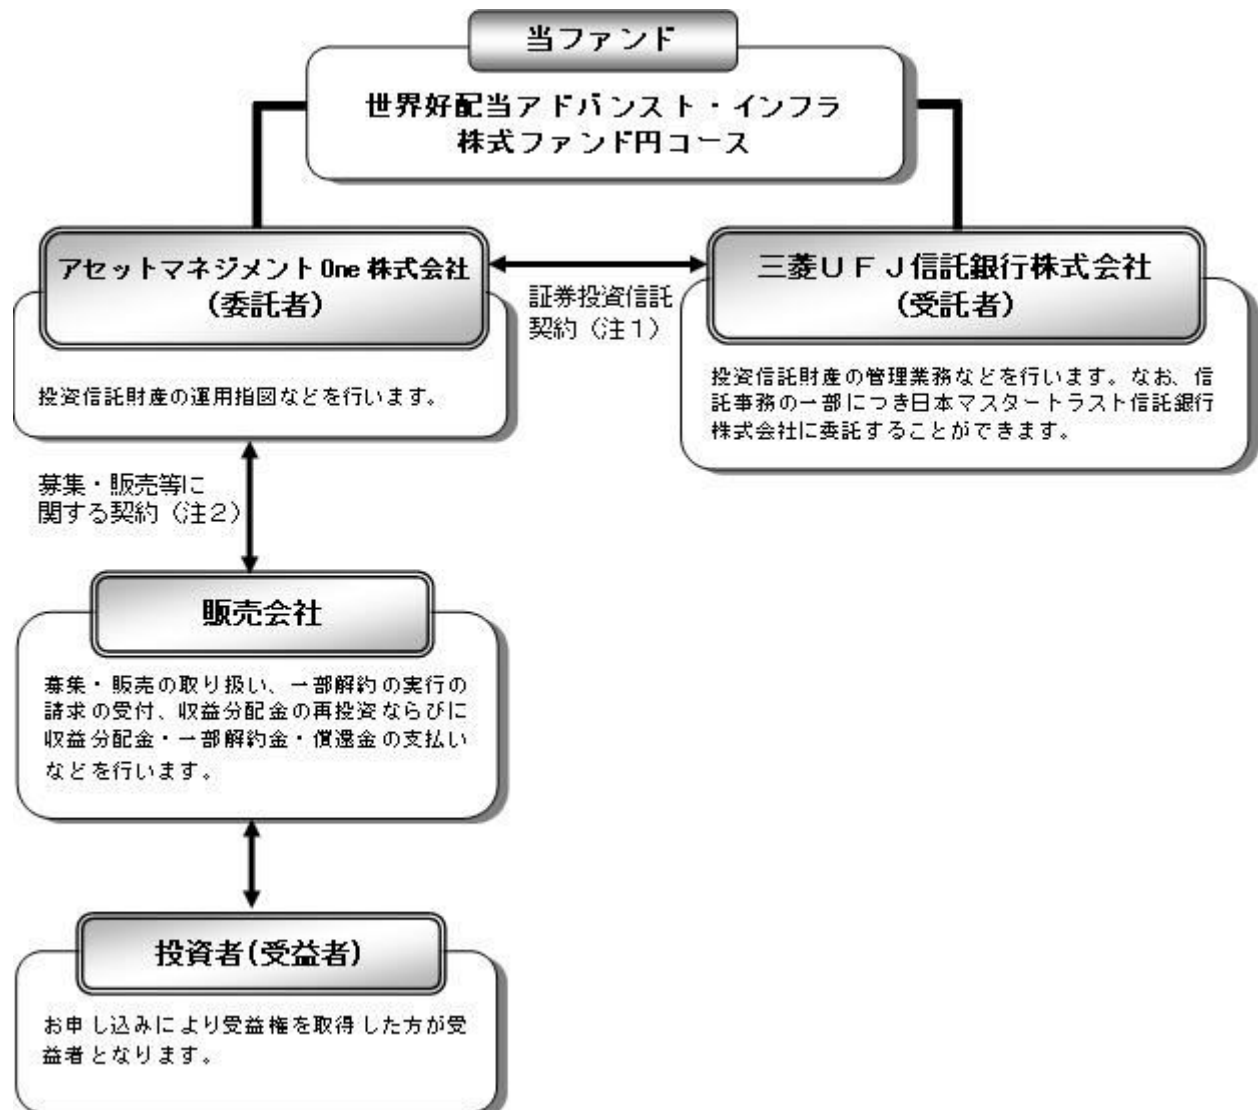 当ファンド
世界好配当アドバンスト・インフラ
株式ファンド円コース
アセットマネジメントOne株式会社
(委託者)
投資信託財産の運用指図などを行います。
証券投資信託
契約（注１）
三菱ＵＦＪ信託銀行株式会社
(受託者)
投資信託財産の管理業務などを行います。なお、信
託事務の一部につき日本マスタートラスト信託銀行
株式会社に委託することができます。
募集・販売等に
関する契約（注２）
販売会社
募集・販売の取り扱い、一部解約の実行の
請求の受付、収益分配金の再投資ならびに
収益分配金・一部解約金・償還金の支払い
などを行います。
投資者(受益者)
お申し込みにより受益権を取得した方が受
益者となります。